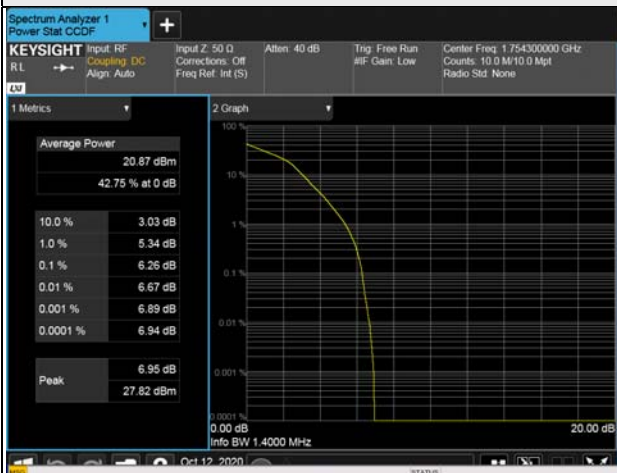 Spectrum Analyzer 1
Power Stat CCDF
KEYSIGHT
RL
LXI
Input: RF
Coupling: DC
Align: Auto
Input Z: 50 Ω
Corrections: Off
Freq Ref: Int (S)
Atten: 40 dB
Trig: Free Run
#IF Gain: Low
Center Freq: 1.754300000 GHz
Counts: 10.0 M/10.0 Mpt
Radio Std: None
1 Metrics
Average Power
20.87 dBm
42.75 % at 0 dB
10.0 % 3.03 dB
1.0 % 5.34 dB
0.1 % 6.26 dB
0.01 % 6.67 dB
0.001 % 6.89 dB
0.0001 % 6.94 dB
Peak
6.95 dB
27.82 dBm
2 Graph
100 %
10 %
1 %
0.1 %
0.01 %
0.001 %
0.0001 %
0.00 dB 20.00 dB
Info BW 1.4000 MHz
Oct 12, 2020
MSG STATUS